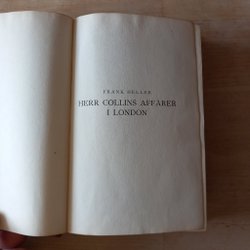 FRANK HELLER
HERR COLLINS AFFÄRER
I LONDON